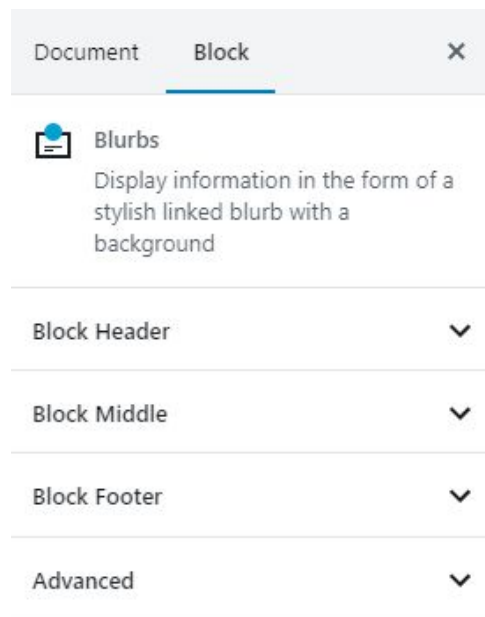 Document Block ×
Blurbs
Display information in the form of a
stylish linked blurb with a
background
Block Header
Block Middle
Block Footer
Advanced